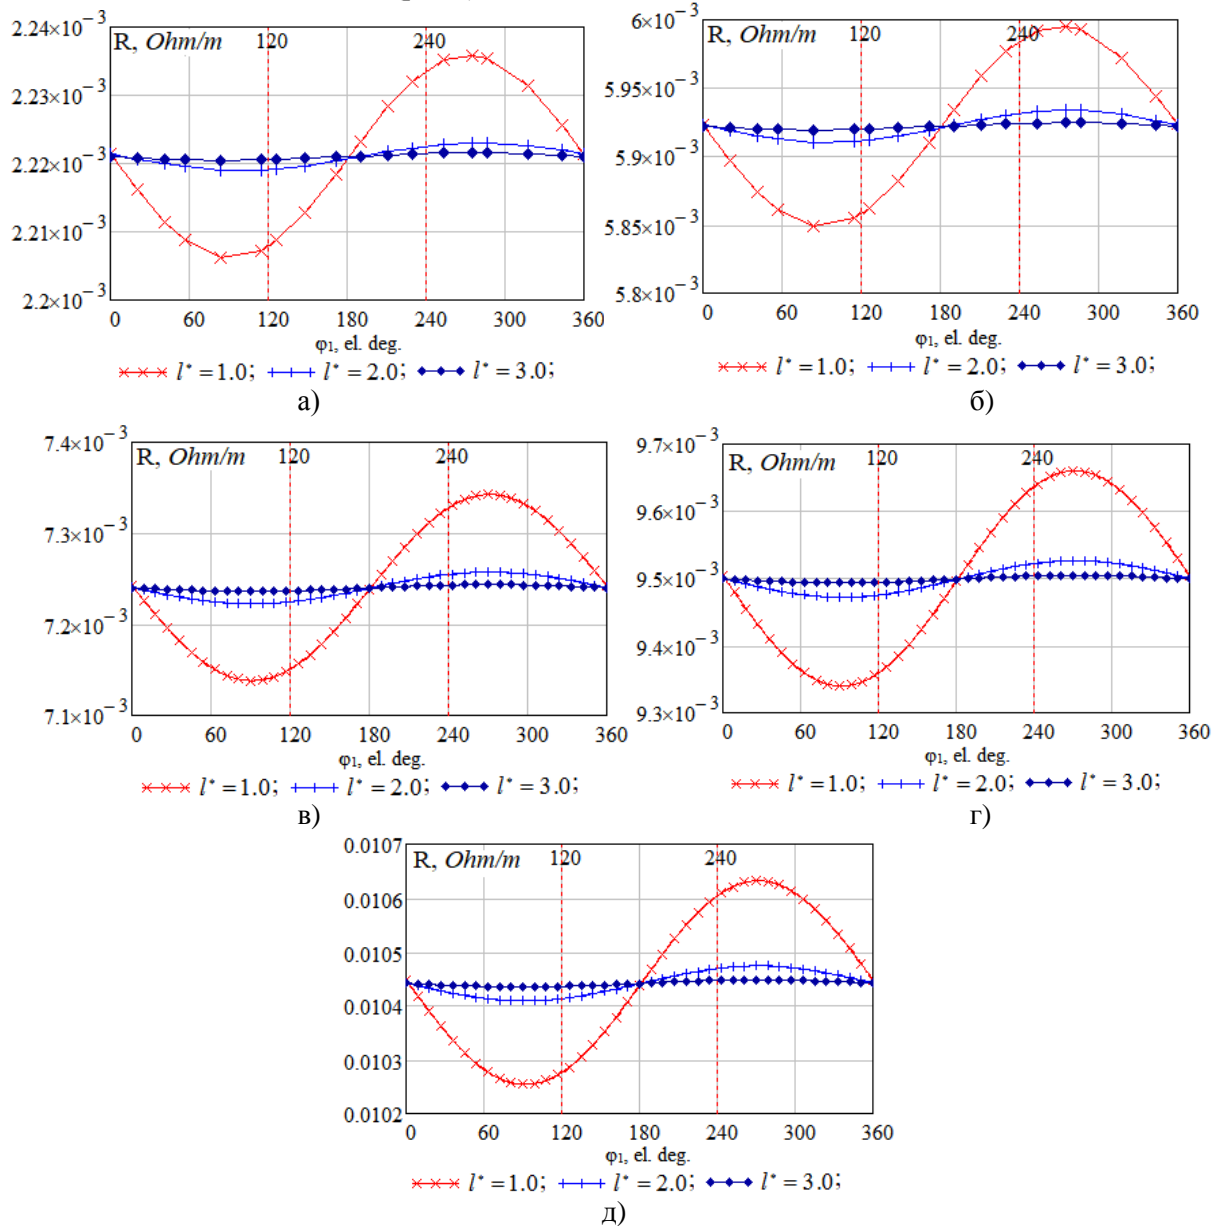 2.24×10⁻³
R, Ohm/m 120 240
2.23×10⁻³
2.22×10⁻³
2.21×10⁻³
2.2×10⁻³
0 60 120 180 240 300 360
φ₁, el. deg.
l* = 1.0; l* = 2.0; l* = 3.0;
а)
6×10⁻³
R, Ohm/m 120 240
5.95×10⁻³
5.9×10⁻³
5.85×10⁻³
5.8×10⁻³
0 60 120 180 240 300 360
φ₁, el. deg.
l* = 1.0; l* = 2.0; l* = 3.0;
б)
7.4×10⁻³
R, Ohm/m 120 240
7.3×10⁻³
7.2×10⁻³
7.1×10⁻³
0 60 120 180 240 300 360
φ₁, el. deg.
l* = 1.0; l* = 2.0; l* = 3.0;
в)
9.7×10⁻³
R, Ohm/m 120 240
9.6×10⁻³
9.5×10⁻³
9.4×10⁻³
9.3×10⁻³
0 60 120 180 240 300 360
φ₁, el. deg.
l* = 1.0; l* = 2.0; l* = 3.0;
г)
0.0107
R, Ohm/m 120 240
0.0106
0.0105
0.0104
0.0103
0.0102
0 60 120 180 240 300 360
φ₁, el. deg.
l* = 1.0; l* = 2.0; l* = 3.0;
д)